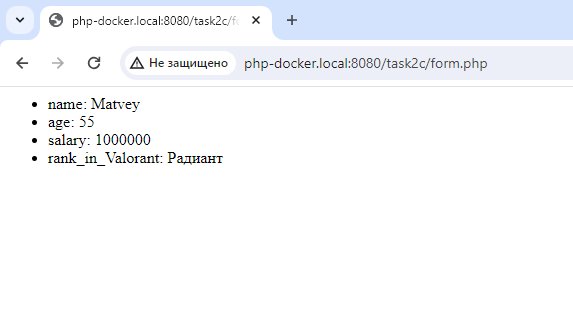 php-docker.local:8080/task2c/fo
Не защищено
php-docker.local:8080/task2c/form.php
name: Matvey
age: 55
salary: 1000000
rank_in_Valorant: Радиант